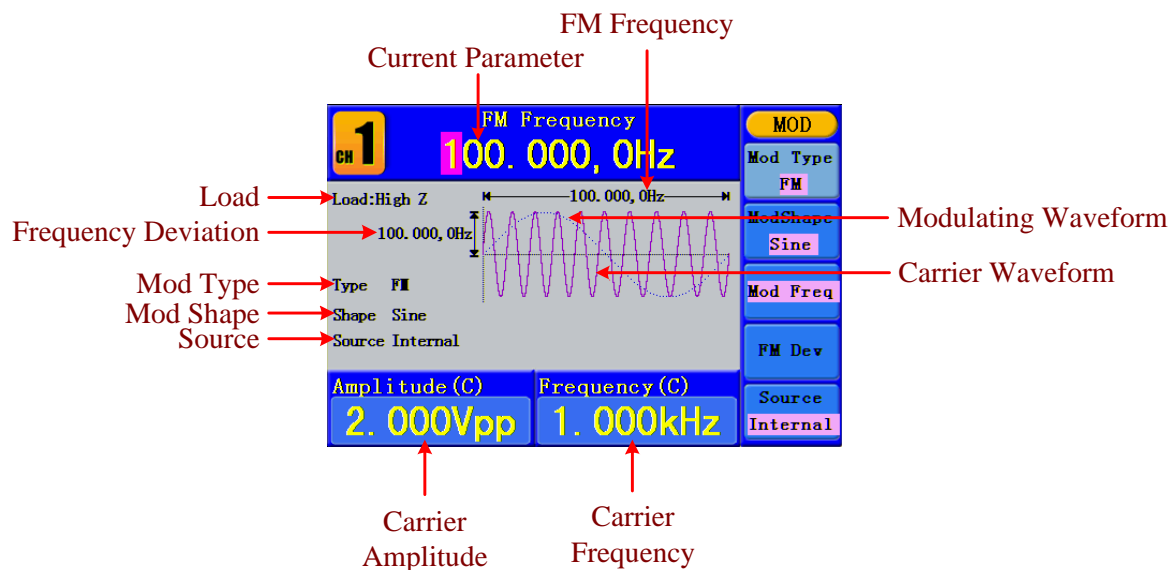 FM Frequency
Current Parameter
CH 1
FM Frequency
100.000,0Hz
MOD
Mod Type
FM
Load
Load:High Z
100.000,0Hz
ModShape
Sine
Modulating Waveform
Frequency Deviation
100.000,0Hz
Carrier Waveform
Mod Type
Type FM
Mod Freq
Mod Shape
Shape Sine
Source
Source Internal
FM Dev
Amplitude(C)
2.000Vpp
Frequency(C)
1.000kHz
Source
Internal
Carrier
Amplitude
Carrier
Frequency